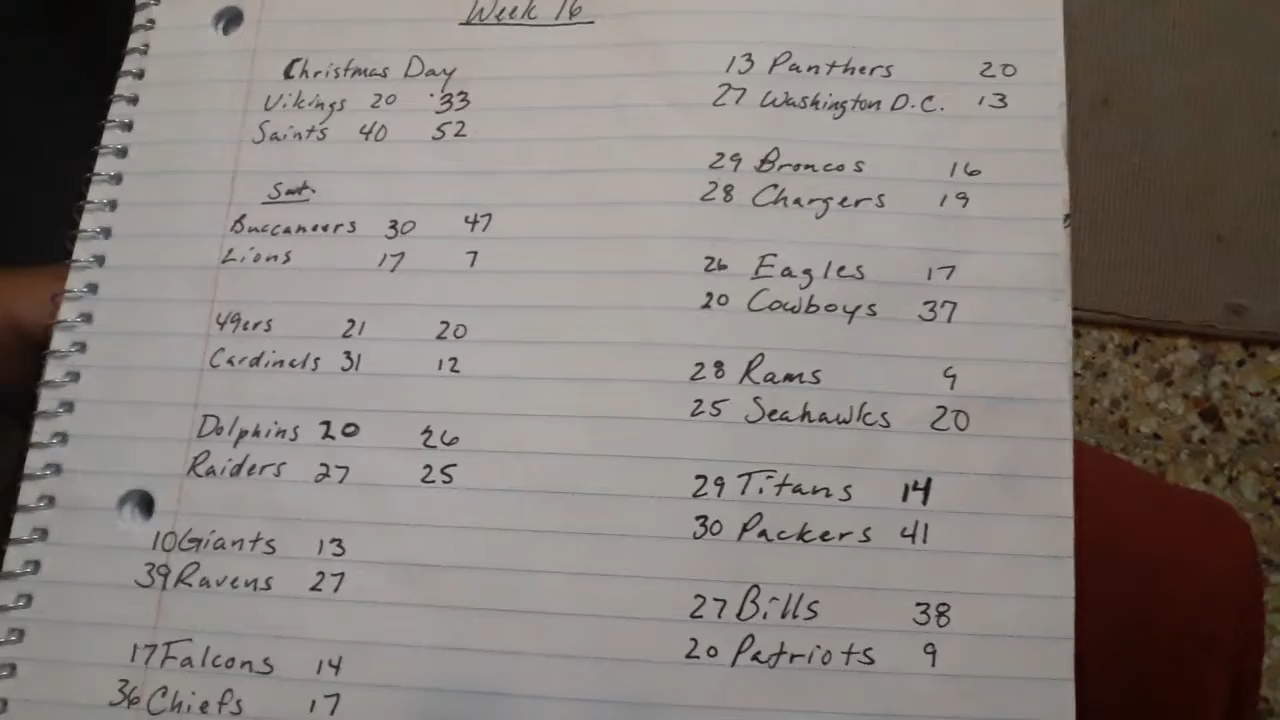 Week 16
Christmas Day
Vikings 20 33
Saints 40 52
Sat.
Buccaneers 30 47
Lions 17 7
49ers 21 20
Cardinals 31 12
Dolphins 20 26
Raiders 27 25
10 Giants 13
39 Ravens 27
17 Falcons 14
36 Chiefs 17
13 Panthers 20
27 Washington D.C. 13
29 Broncos 16
28 Chargers 19
26 Eagles 17
20 Cowboys 37
28 Rams 9
25 Seahawks 20
29 Titans 14
30 Packers 41
27 Bills 38
20 Patriots 9